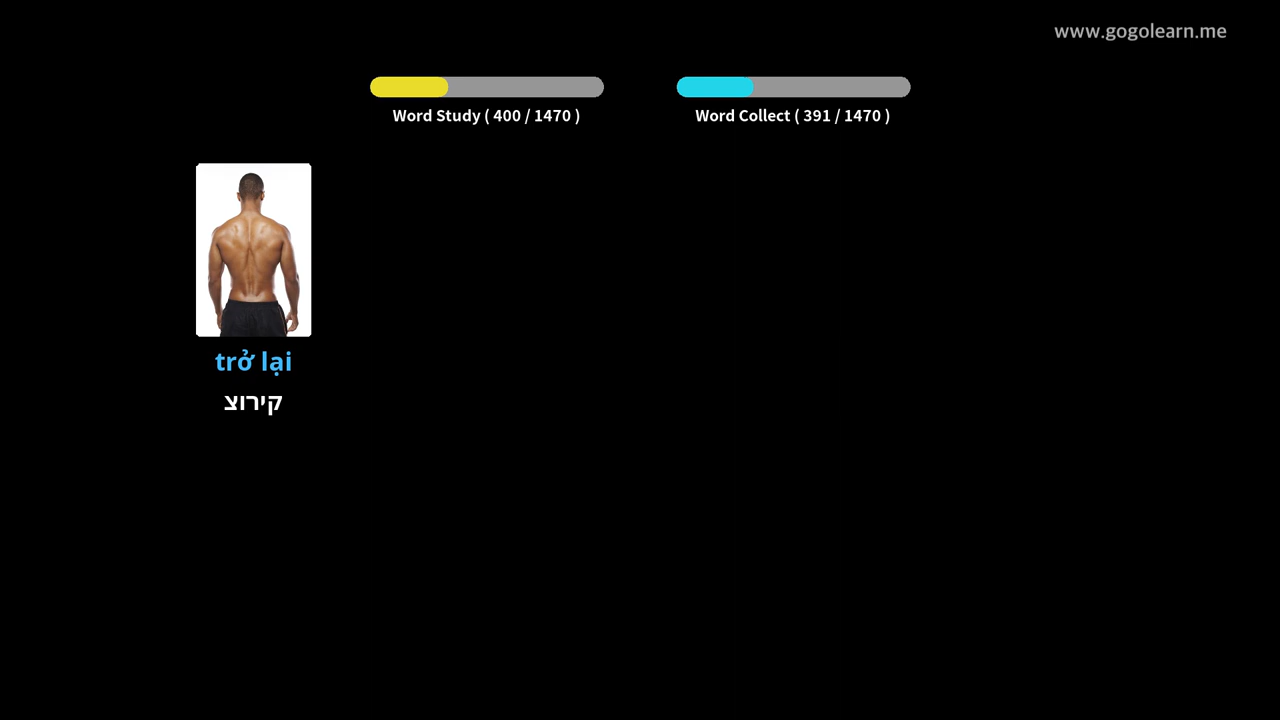 www.gogolearn.me
Word Study ( 400 / 1470 )
Word Collect ( 391 / 1470 )
trở lại
קירוצ